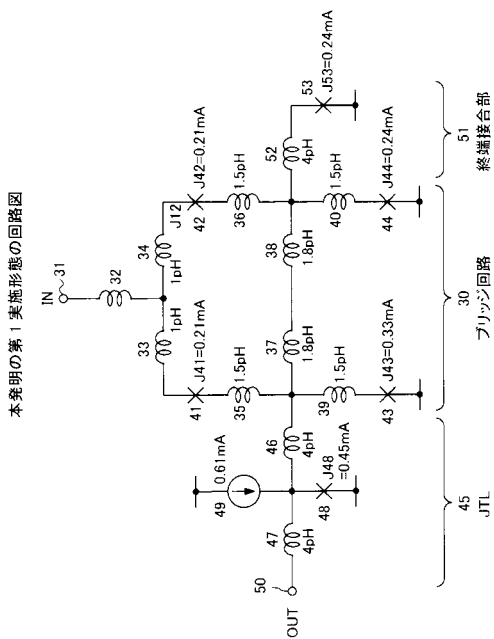 本発明の第1実施形態の回路図
IN
31
32
33
1pH
34
1pH
J12
J41=0.21mA
41
J42=0.21mA
42
35
1.5pH
36
1.5pH
0.61mA
49
OUT
50
47
4pH
46
4pH
37
1.8pH
38
1.8pH
52
4pH
53
J53=0.24mA
J48
=0.45mA
48
39
1.5pH
J43=0.33mA
43
40
1.5pH
J44=0.24mA
44
45
JTL
30
ブリッジ回路
51
終端接合部